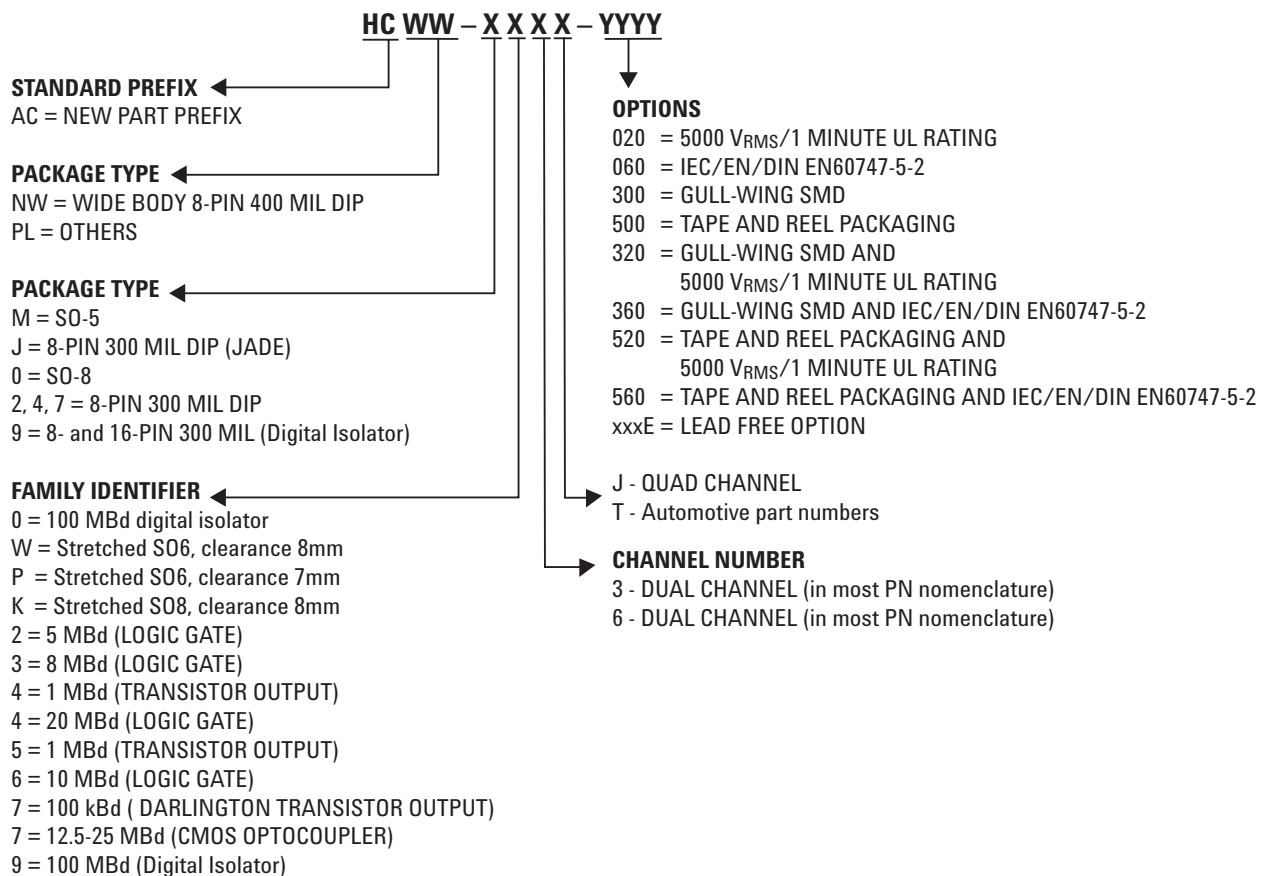 HC WW – X X X X – YYYY
STANDARD PREFIX
AC = NEW PART PREFIX
PACKAGE TYPE
NW = WIDE BODY 8-PIN 400 MIL DIP
PL = OTHERS
PACKAGE TYPE
M = SO-5
J = 8-PIN 300 MIL DIP (JADE)
0 = SO-8
2, 4, 7 = 8-PIN 300 MIL DIP
9 = 8- and 16-PIN 300 MIL (Digital Isolator)
FAMILY IDENTIFIER
0 = 100 MBd digital isolator
W = Stretched SO6, clearance 8mm
P = Stretched SO6, clearance 7mm
K = Stretched SO8, clearance 8mm
2 = 5 MBd (LOGIC GATE)
3 = 8 MBd (LOGIC GATE)
4 = 1 MBd (TRANSISTOR OUTPUT)
4 = 20 MBd (LOGIC GATE)
5 = 1 MBd (TRANSISTOR OUTPUT)
6 = 10 MBd (LOGIC GATE)
7 = 100 kBd ( DARLINGTON TRANSISTOR OUTPUT)
7 = 12.5-25 MBd (CMOS OPTOCOUPLER)
9 = 100 MBd (Digital Isolator)
OPTIONS
020 = 5000 VRMS/1 MINUTE UL RATING
060 = IEC/EN/DIN EN60747-5-2
300 = GULL-WING SMD
500 = TAPE AND REEL PACKAGING
320 = GULL-WING SMD AND
5000 VRMS/1 MINUTE UL RATING
360 = GULL-WING SMD AND IEC/EN/DIN EN60747-5-2
520 = TAPE AND REEL PACKAGING AND
5000 VRMS/1 MINUTE UL RATING
560 = TAPE AND REEL PACKAGING AND IEC/EN/DIN EN60747-5-2
xxxE = LEAD FREE OPTION
J - QUAD CHANNEL
T - Automotive part numbers
CHANNEL NUMBER
3 - DUAL CHANNEL (in most PN nomenclature)
6 - DUAL CHANNEL (in most PN nomenclature)